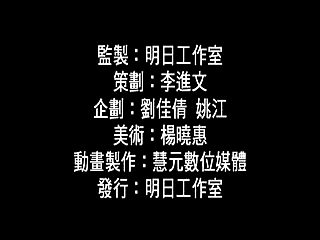 監製：明日工作室
策劃：李進文
企劃：劉佳倩 姚江
美術：楊曉惠
動畫製作：慧元數位媒體
發行：明日工作室